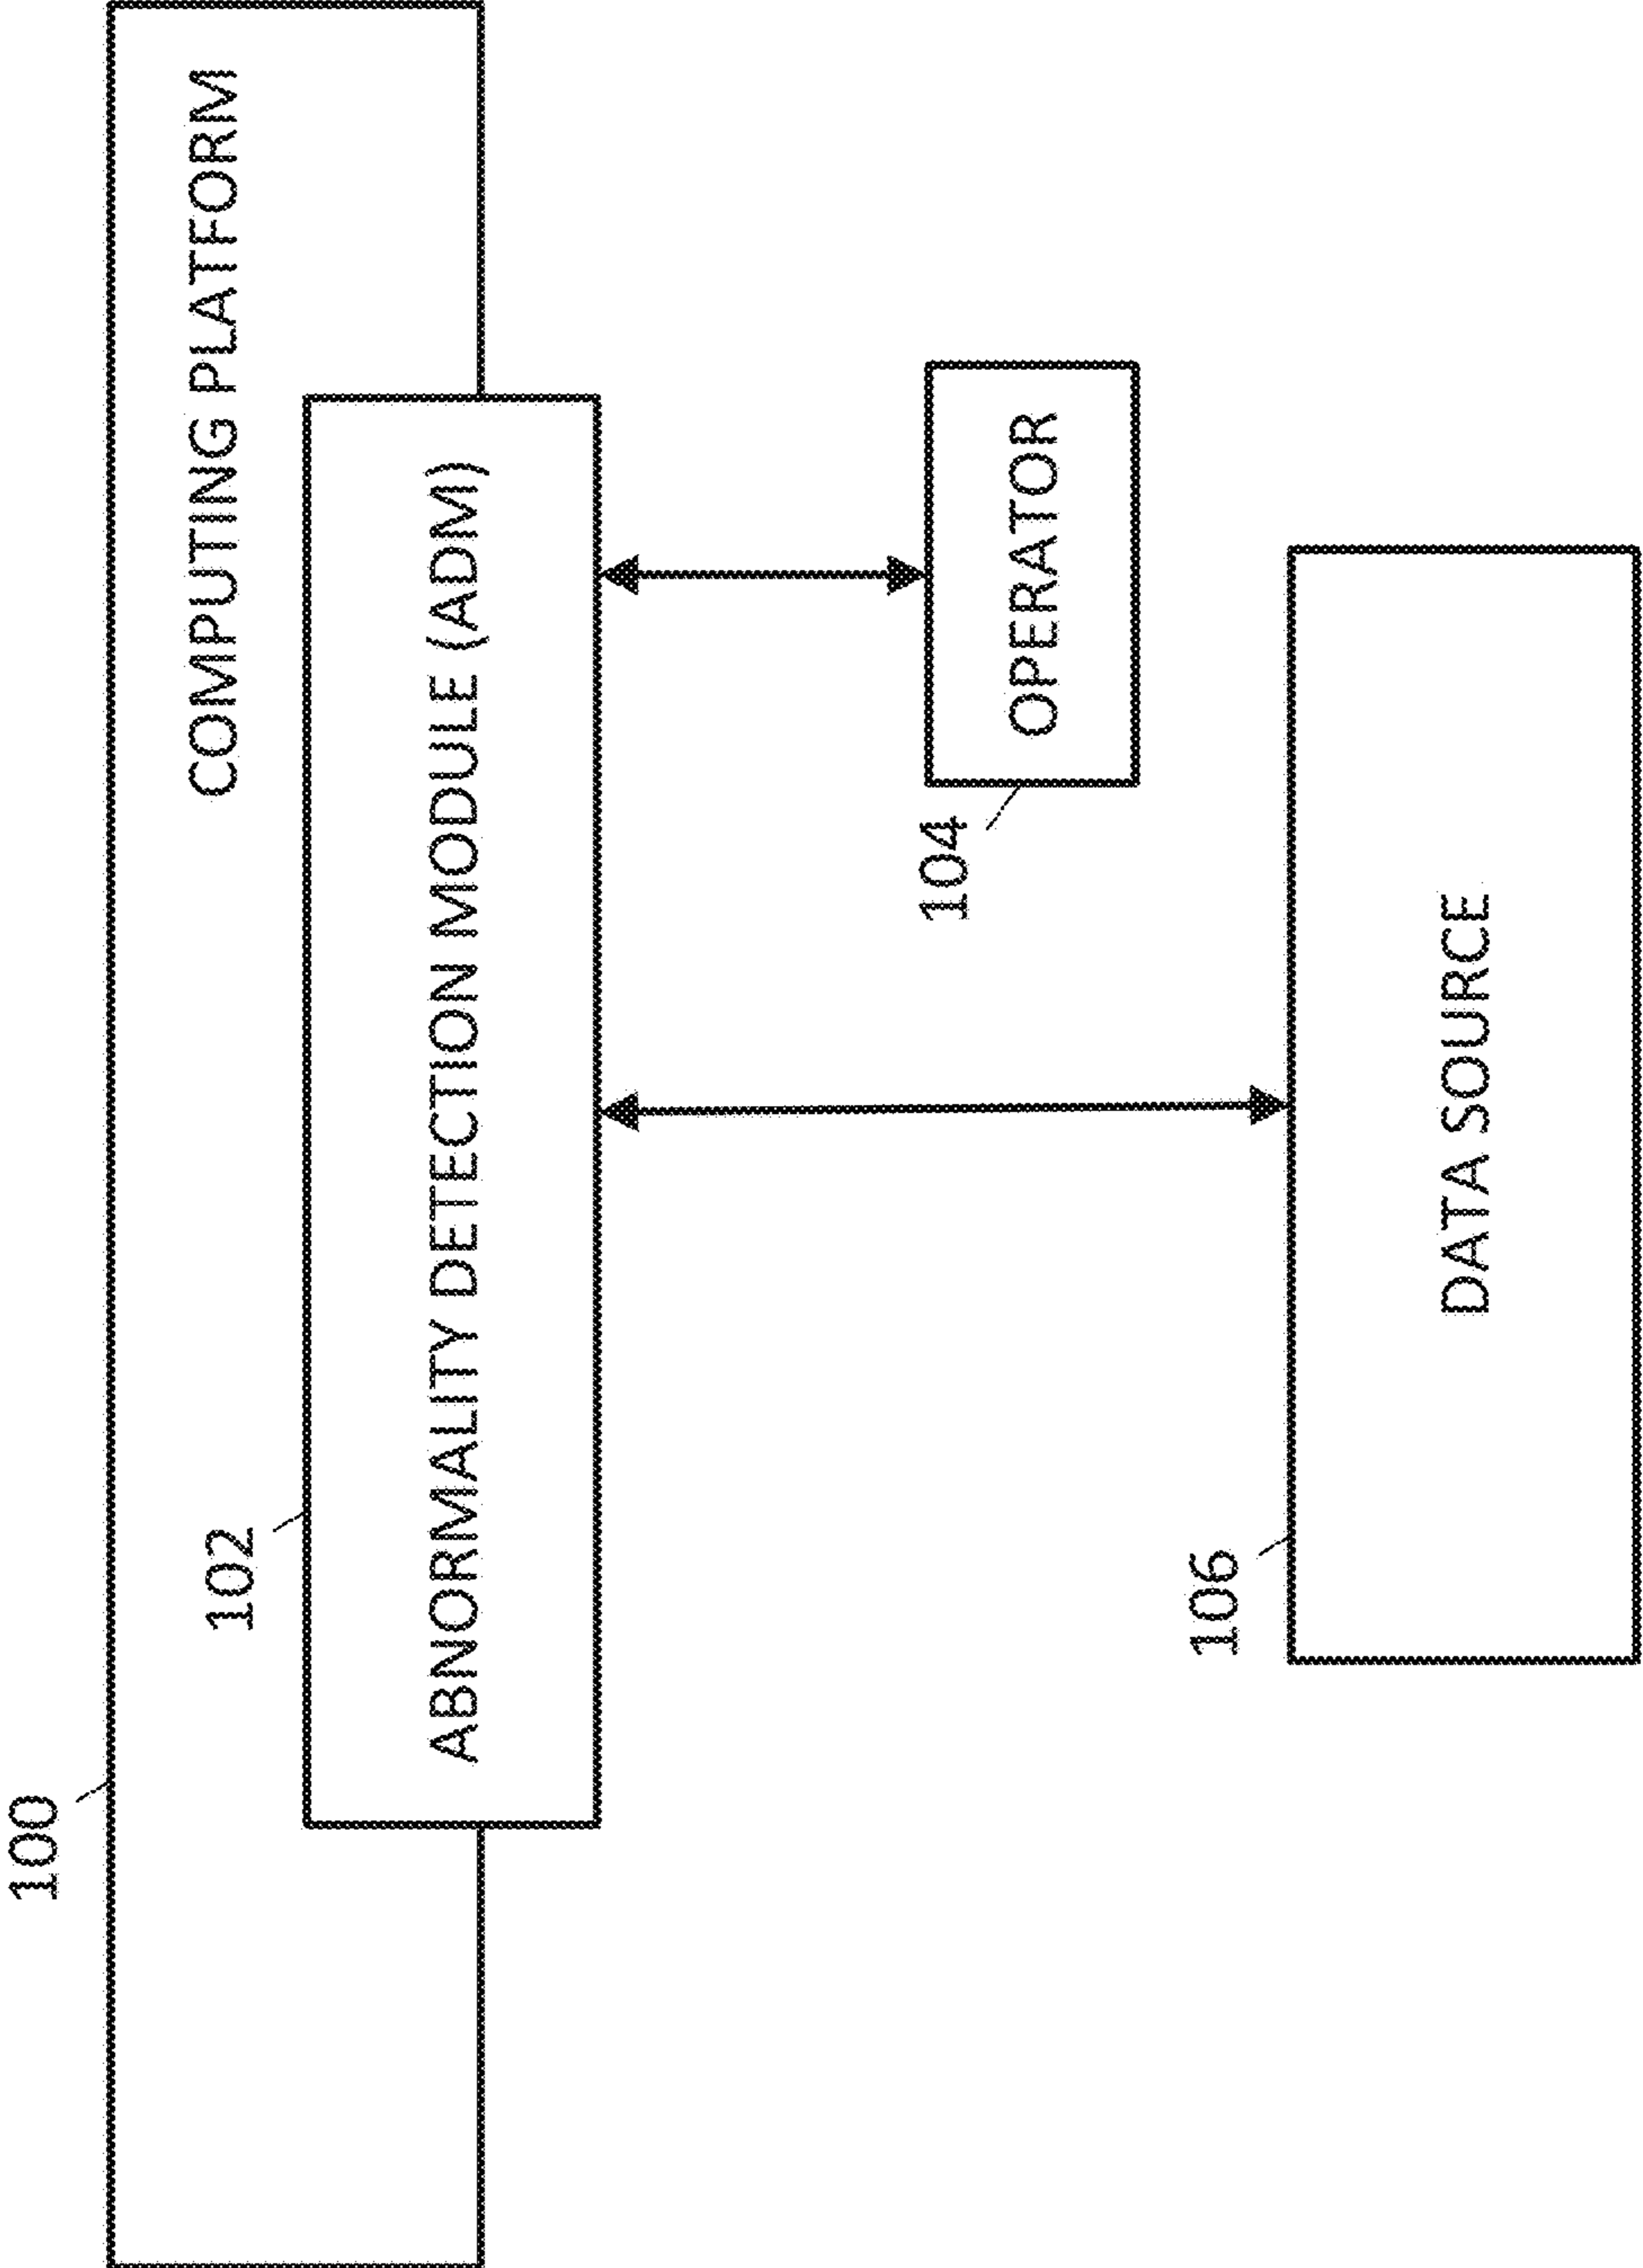 100
COMPUTING PLATFORM
102
ABNORMALITY DETECTION MODULE (ADM)
104
OPERATOR
106
DATA SOURCE